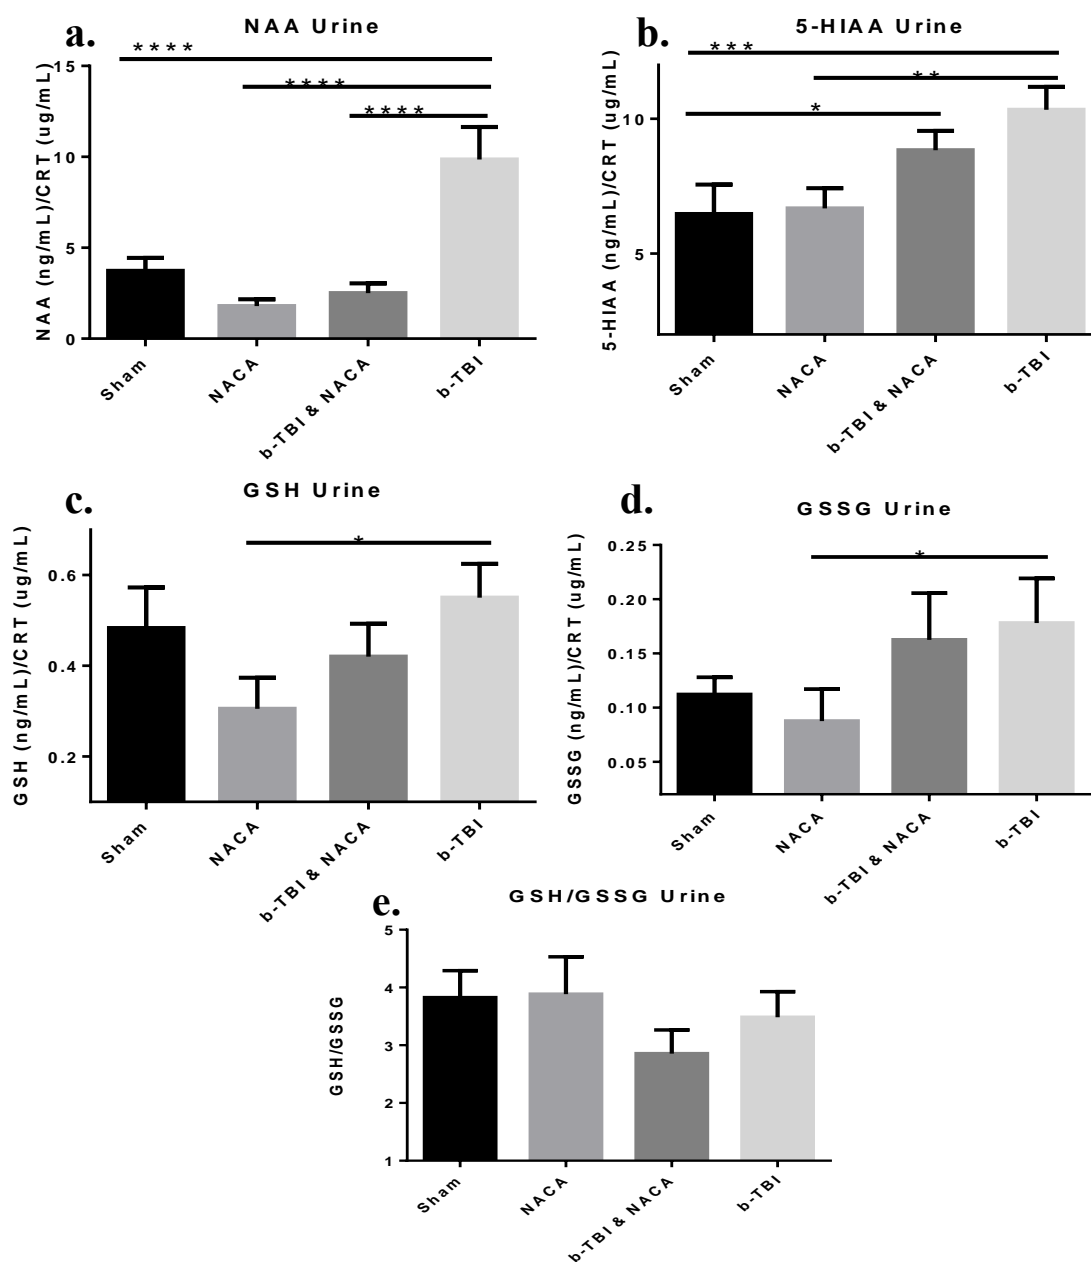 a.
NAA Urine
****
****
****
NAA (ng/mL)/CRT (ug/mL)
15
10
5
0
Sham
NACA
b-TBI & NACA
b-TBI
b.
5-HIAA Urine
***
**
*
5-HIAA (ng/mL)/CRT (ug/mL)
10
5
Sham
NACA
b-TBI & NACA
b-TBI
c.
GSH Urine
*
GSH (ng/mL)/CRT (ug/mL)
0.6
0.4
0.2
Sham
NACA
b-TBI & NACA
b-TBI
d.
GSSG Urine
*
GSSG (ng/mL)/CRT (ug/mL)
0.25
0.20
0.15
0.10
0.05
Sham
NACA
b-TBI & NACA
b-TBI
e.
GSH/GSSG Urine
GSH/GSSG
5
4
3
2
1
Sham
NACA
b-TBI & NACA
b-TBI